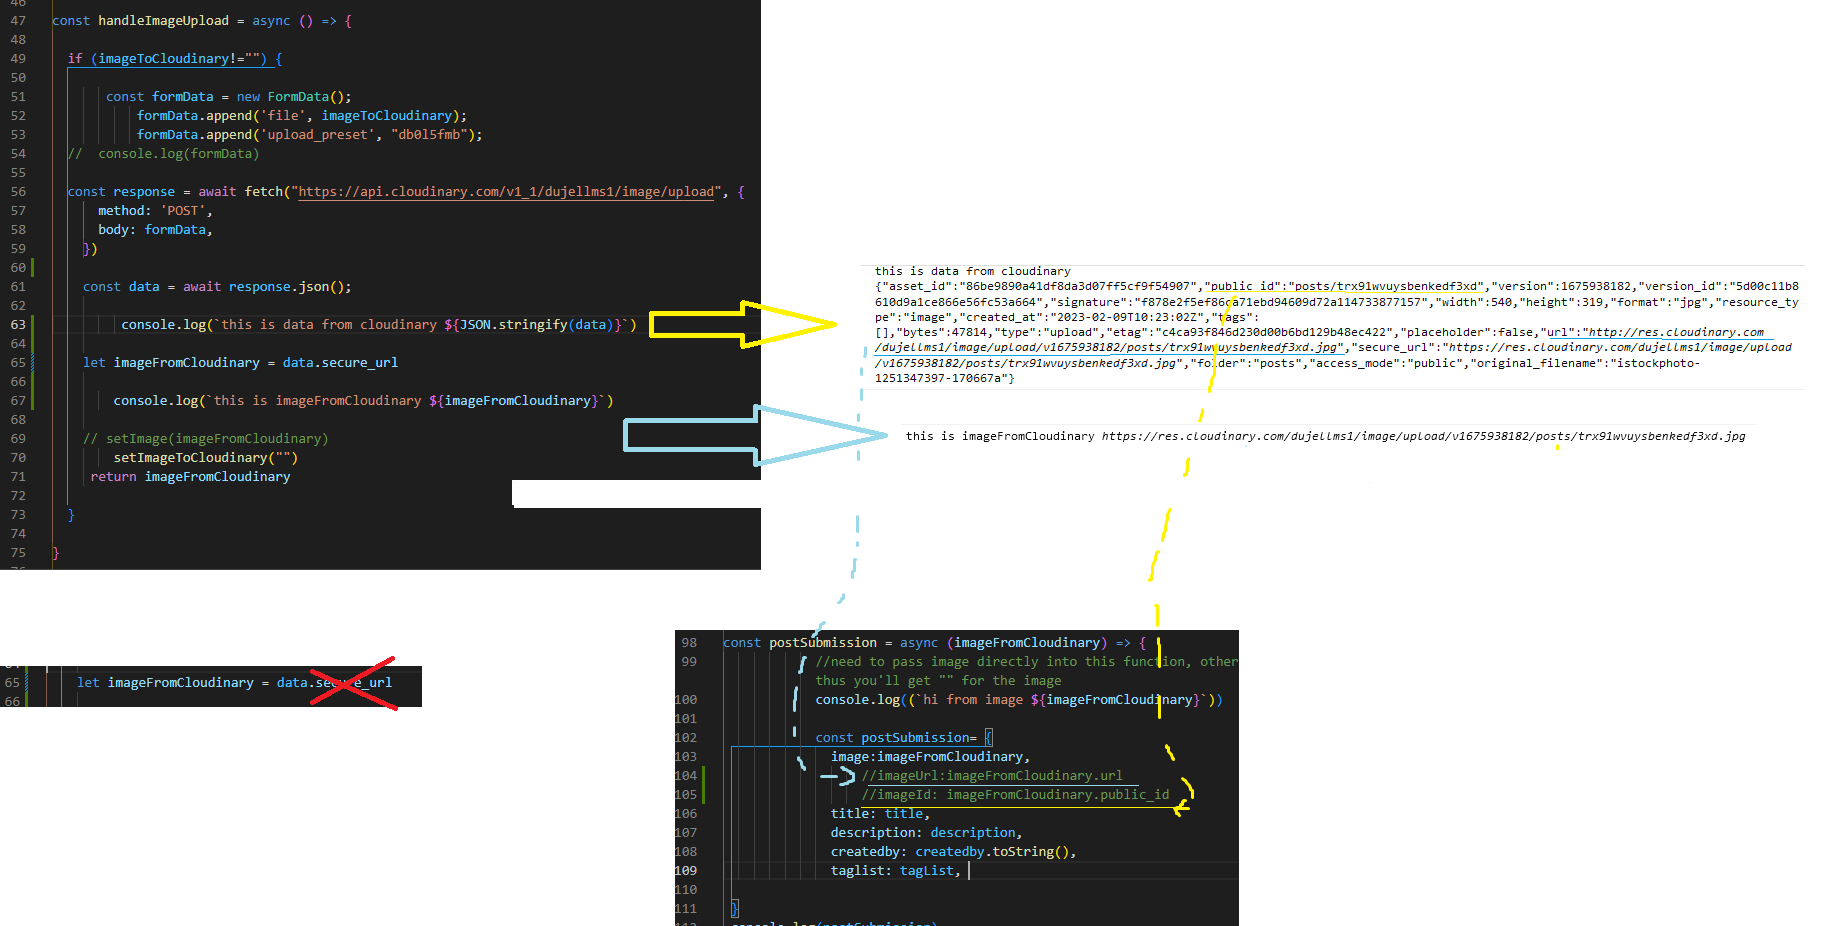 46
47 const handleImageUpload = async () => {
48
49 if (imageToCloudinary!="") {
50
51 const formData = new FormData();
52 formData.append('file', imageToCloudinary);
53 formData.append('upload_preset', "db0l5fmb");
54 // console.log(formData)
55
56 const response = await fetch("https://api.cloudinary.com/v1_1/dujellms1/image/upload", {
57 method: 'POST',
58 body: formData,
59 })
60
61 const data = await response.json();
62
63 console.log(`this is data from cloudinary ${JSON.stringify(data)}`)
64
65 let imageFromCloudinary = data.secure_url
66
67 console.log(`this is imageFromCloudinary ${imageFromCloudinary}`)
68
69 // setImage(imageFromCloudinary)
70 setImageToCloudinary("")
71 return imageFromCloudinary
72
73 }
74
75 }
this is data from cloudinary
{"asset_id":"86be9890a41df8da3d07ff5cf9f54907","public_id":"posts/trx91wvuysbenkedf3xd","version":1675938182,"version_id":"5d00c11b8
610d9a1ce866e56fc53a664","signature":"f878e2f5ef86ca71ebd94609d72a114733877157","width":540,"height":319,"format":"jpg","resource_ty
pe":"image","created_at":"2023-02-09T10:23:02Z","tags":
[],"bytes":47814,"type":"upload","etag":"c4ca93f846d230d00b6bd129b48ec422","placeholder":false,"url":"http://res.cloudinary.com
/dujellms1/image/upload/v1675938182/posts/trx91wvuysbenkedf3xd.jpg","secure_url":"https://res.cloudinary.com/dujellms1/image/upload
/v1675938182/posts/trx91wvuysbenkedf3xd.jpg","folder":"posts","access_mode":"public","original_filename":"istockphoto-
1251347397-170667a"}
this is imageFromCloudinary https://res.cloudinary.com/dujellms1/image/upload/v1675938182/posts/trx91wvuysbenkedf3xd.jpg
65 let imageFromCloudinary = data.secure_url
66
98 const postSubmission = async (imageFromCloudinary) => {
99 //need to pass image directly into this function, other
thus you'll get "" for the image
100 console.log((`hi from image ${imageFromCloudinary}`))
101
102 const postSubmission= {
103 image:imageFromCloudinary,
104 //imageUrl:imageFromCloudinary.url
105 //imageId: imageFromCloudinary.public_id
106 title: title,
107 description: description,
108 createdby: createdby.toString(),
109 taglist: tagList,
110
111 }